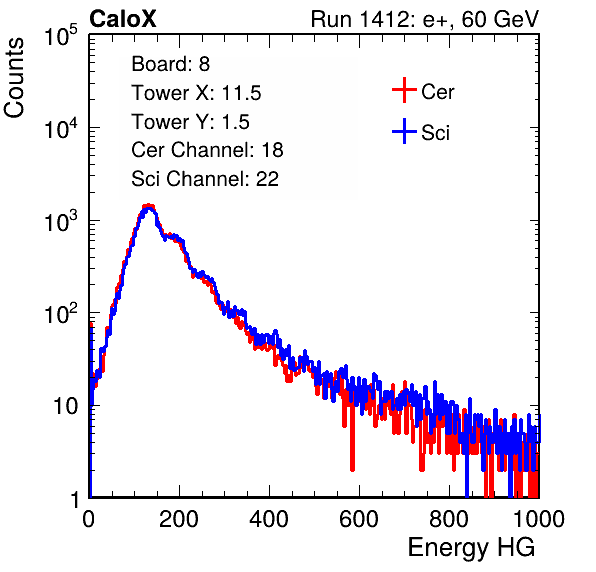 CaloX Run 1412: e+, 60 GeV
Counts
Board: 8
Tower X: 11.5
Tower Y: 1.5
Cer Channel: 18
Sci Channel: 22
Cer
Sci
10^5
10^4
10^3
10^2
10
1
0 200 400 600 800 1000
Energy HG